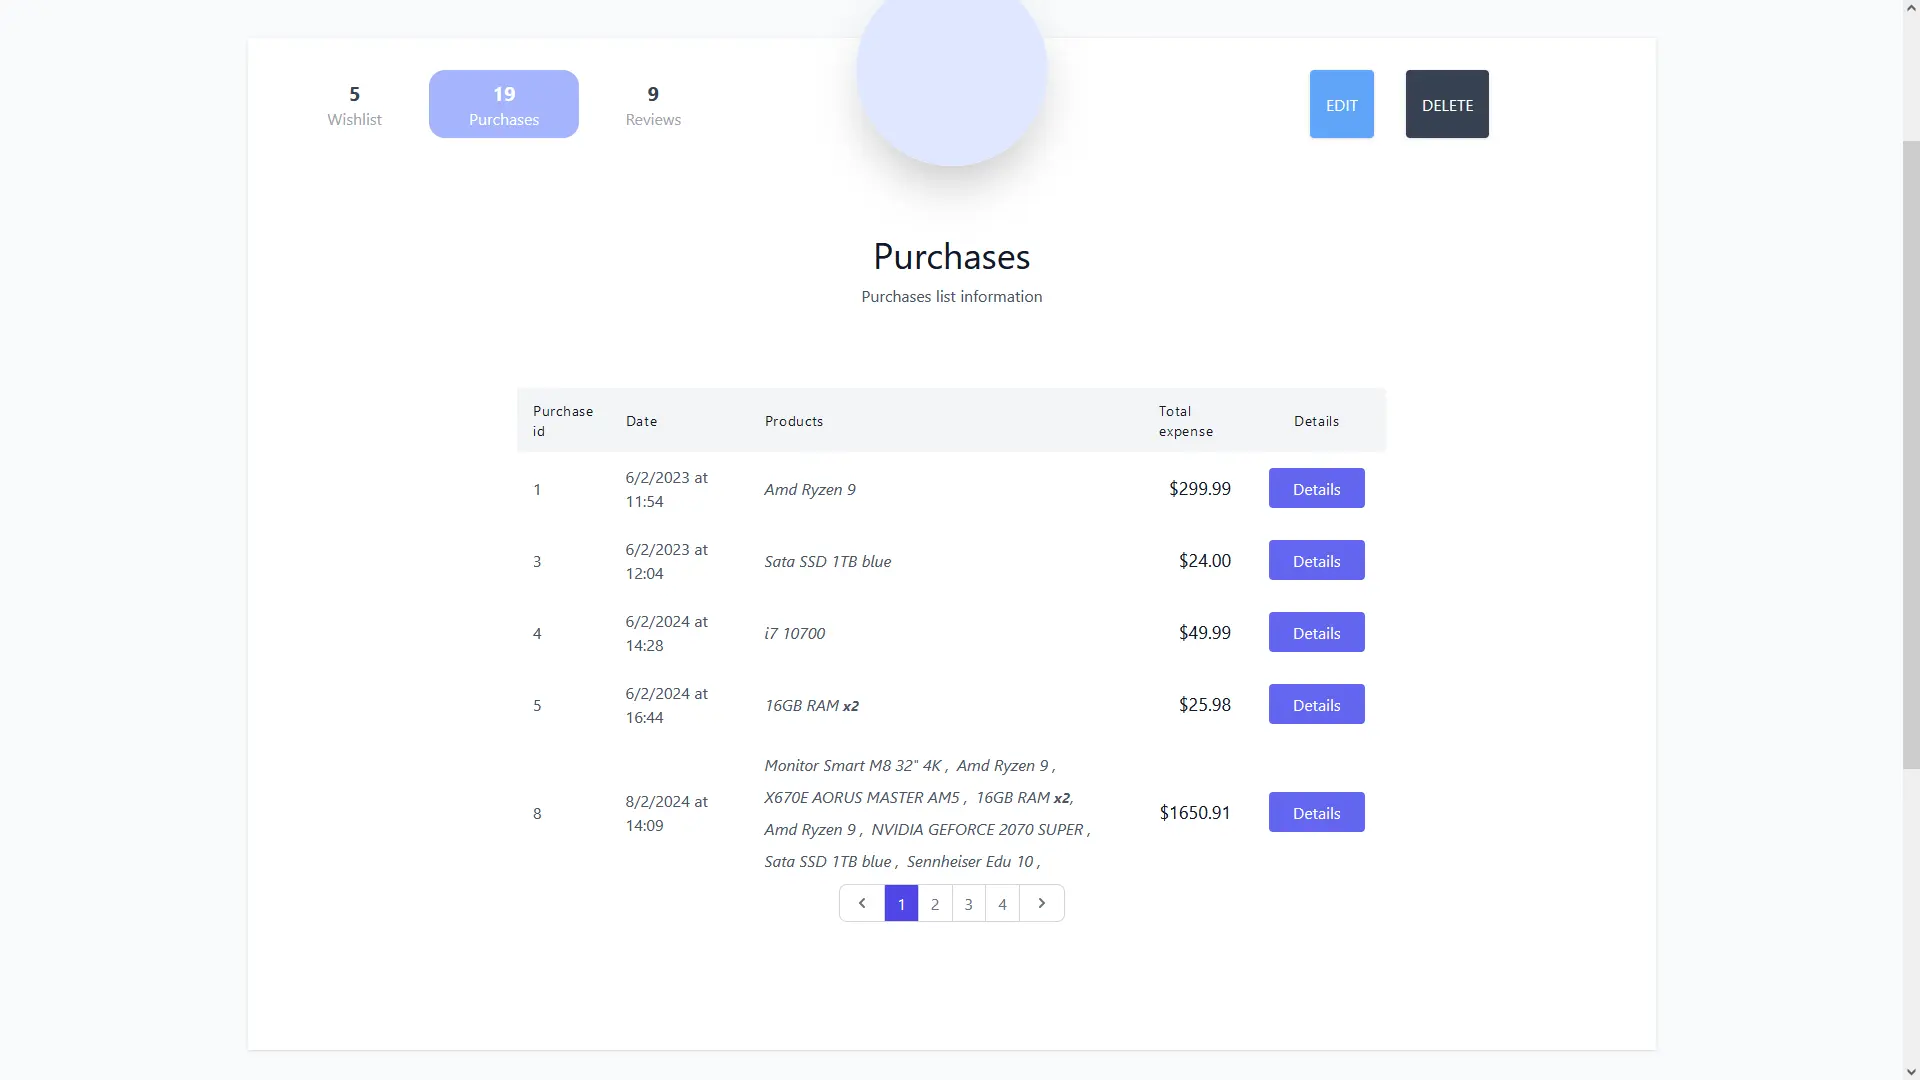 5
Wishlist
19
Purchases
9
Reviews
EDIT
DELETE
Purchases
Purchases list information
Purchase
id
Date
Products
Total
expense
Details
1
6/2/2023 at
11:54
Amd Ryzen 9
$299.99
Details
3
6/2/2023 at
12:04
Sata SSD 1TB blue
$24.00
Details
4
6/2/2024 at
14:28
i7 10700
$49.99
Details
5
6/2/2024 at
16:44
16GB RAM x2
$25.98
Details
8
8/2/2024 at
14:09
Monitor Smart M8 32" 4K , Amd Ryzen 9 ,
X670E AORUS MASTER AM5 , 16GB RAM x2,
Amd Ryzen 9 , NVIDIA GEFORCE 2070 SUPER ,
Sata SSD 1TB blue , Sennheiser Edu 10 ,
$1650.91
Details
1 2 3 4